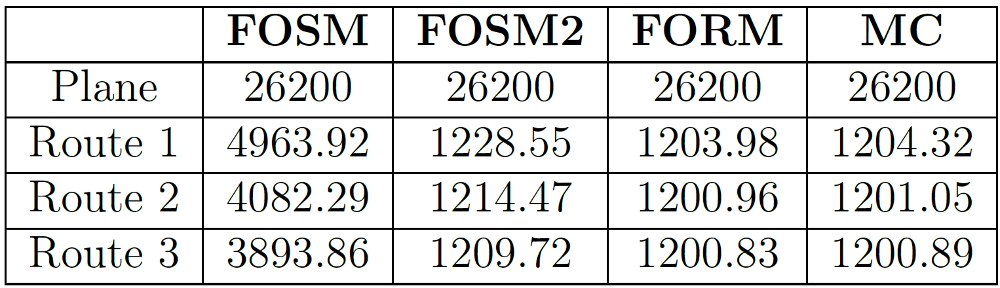 FOSM FOSM2 FORM MC
Plane 26200 26200 26200 26200
Route 1 4963.92 1228.55 1203.98 1204.32
Route 2 4082.29 1214.47 1200.96 1201.05
Route 3 3893.86 1209.72 1200.83 1200.89